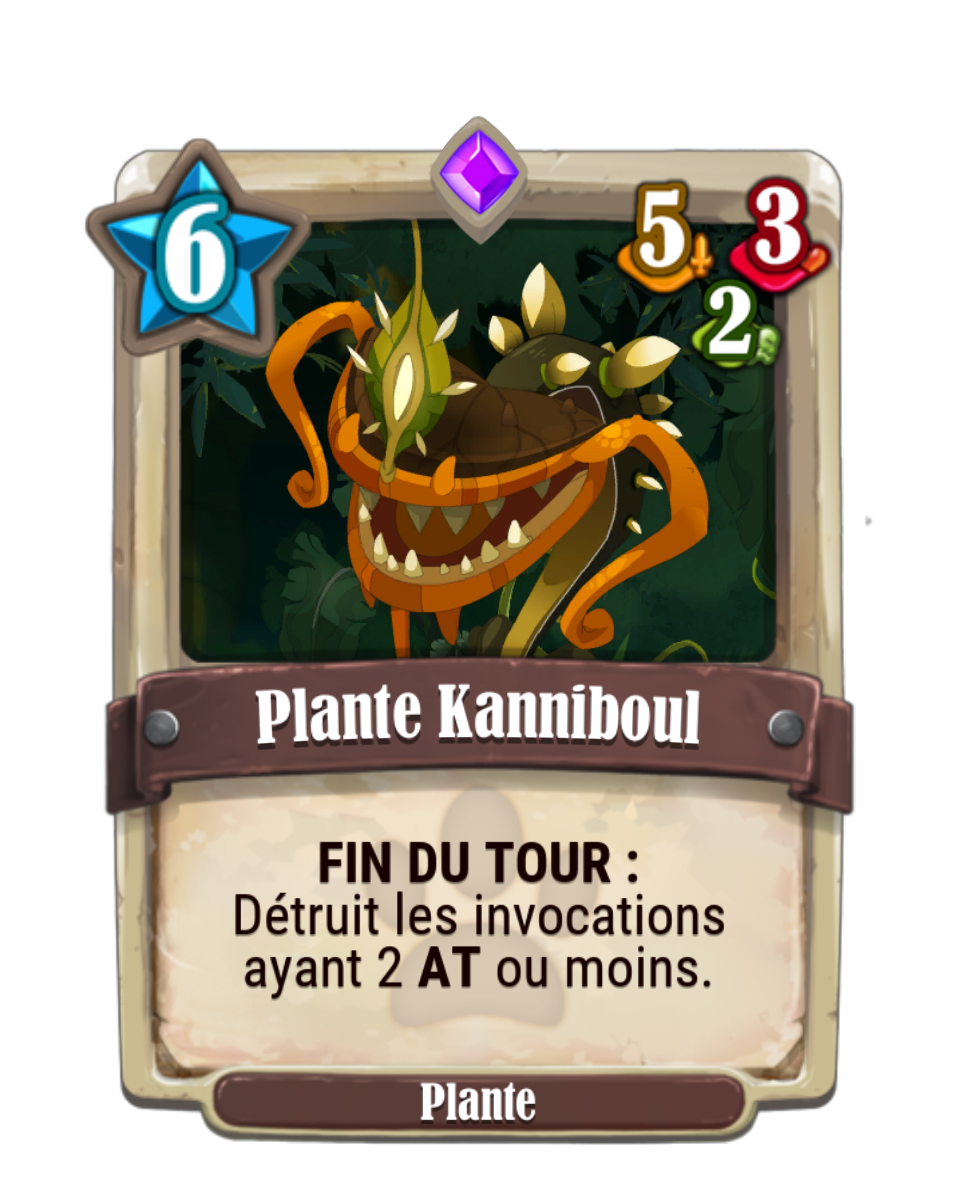 6
5
3
2
Plante Kanniboul
FIN DU TOUR :
Détruit les invocations
ayant 2 AT ou moins.
Plante